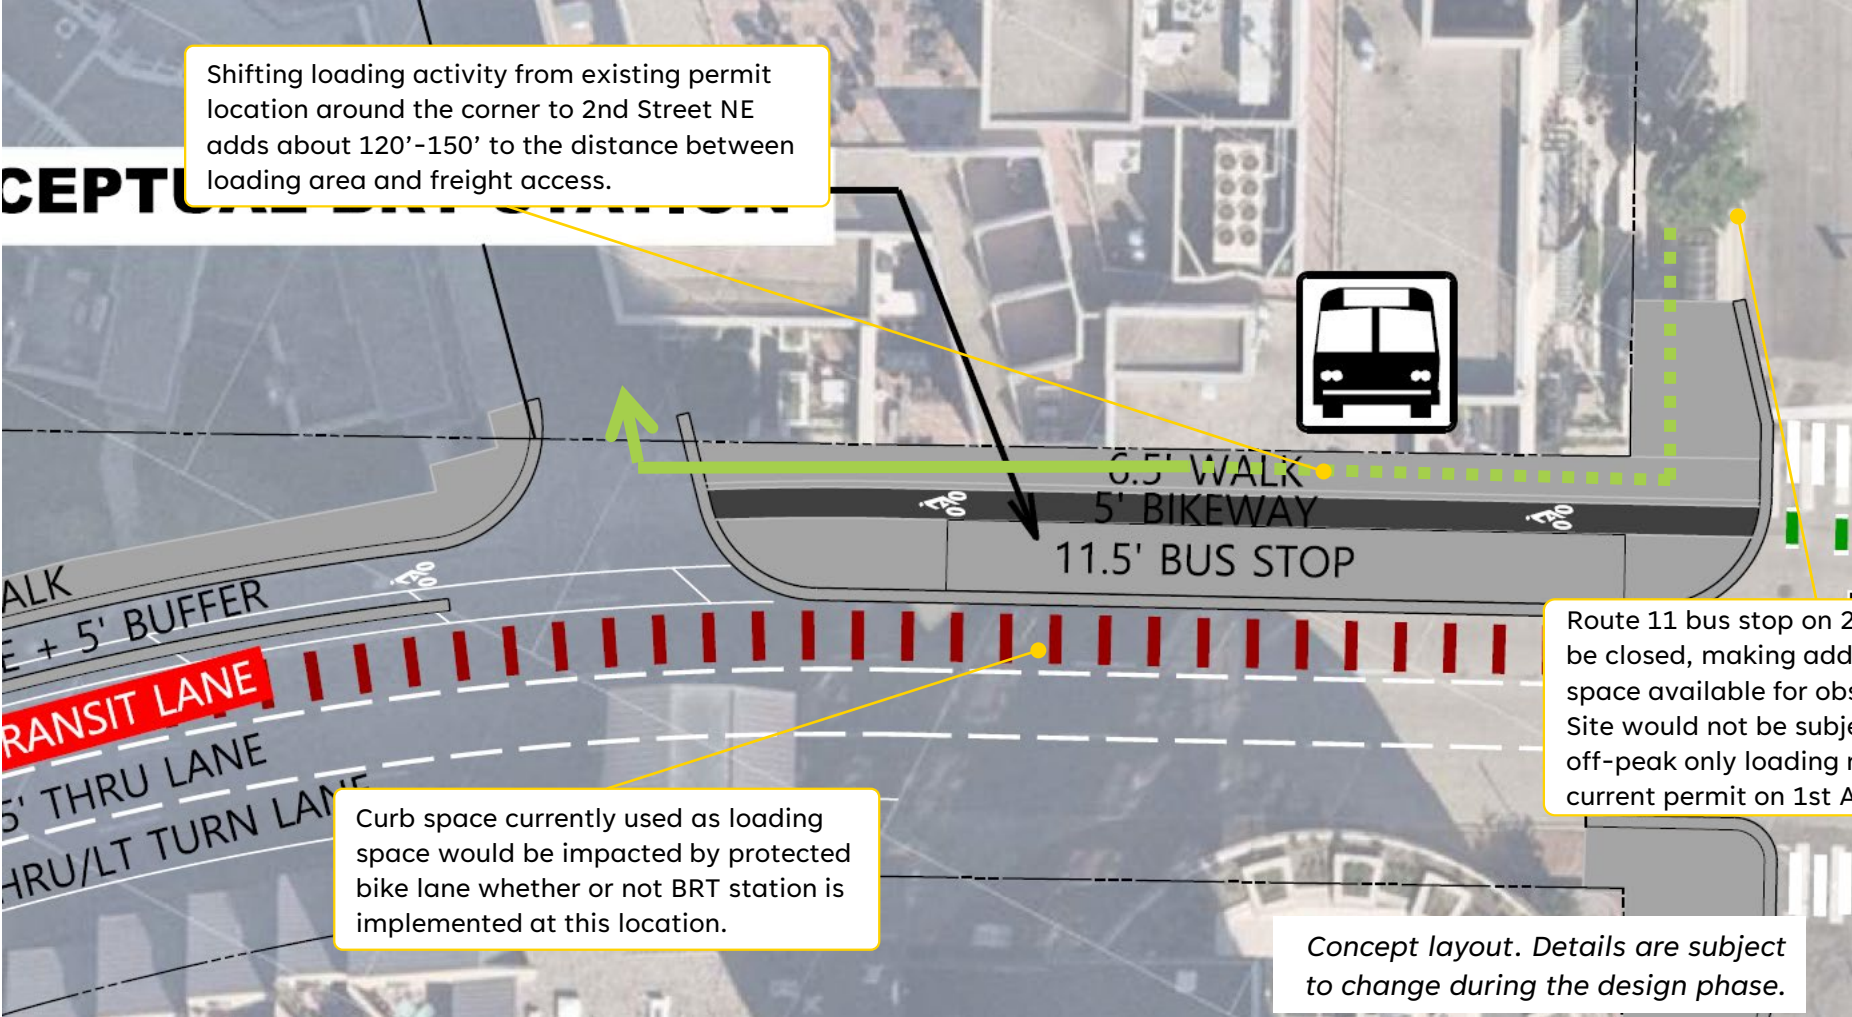 Shifting loading activity from existing permit
location around the corner to 2nd Street NE
adds about 120’-150’ to the distance between
loading area and freight access.
6.5' WALK
5' BIKEWAY
11.5' BUS STOP
ALK
E + 5' BUFFER
RANSIT LANE
5' THRU LANE
HRU/LT TURN LANE
Route 11 bus stop on 2
be closed, making add
space available for obs
Site would not be subje
off-peak only loading r
current permit on 1st A
Curb space currently used as loading
space would be impacted by protected
bike lane whether or not BRT station is
implemented at this location.
Concept layout. Details are subject
to change during the design phase.